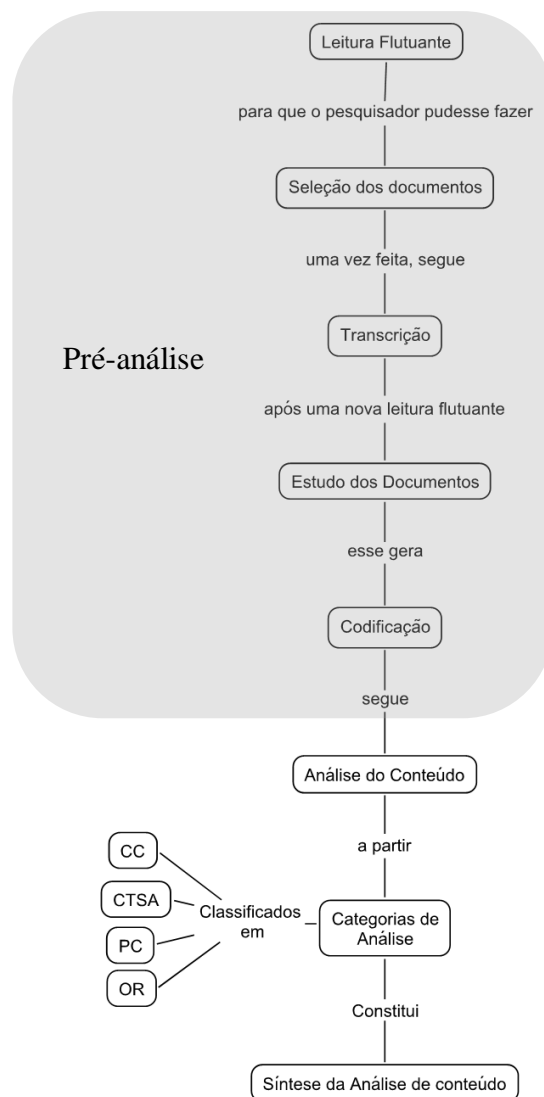 Leitura Flutuante
para que o pesquisador pudesse fazer
Seleção dos documentos
uma vez feita, segue
Transcrição
Pré-análise
após uma nova leitura flutuante
Estudo dos Documentos
esse gera
Codificação
segue
Análise do Conteúdo
a partir
CC
CTSA
PC
OR
Classificados
em
Categorias de
Análise
Constitui
Síntese da Análise de conteúdo